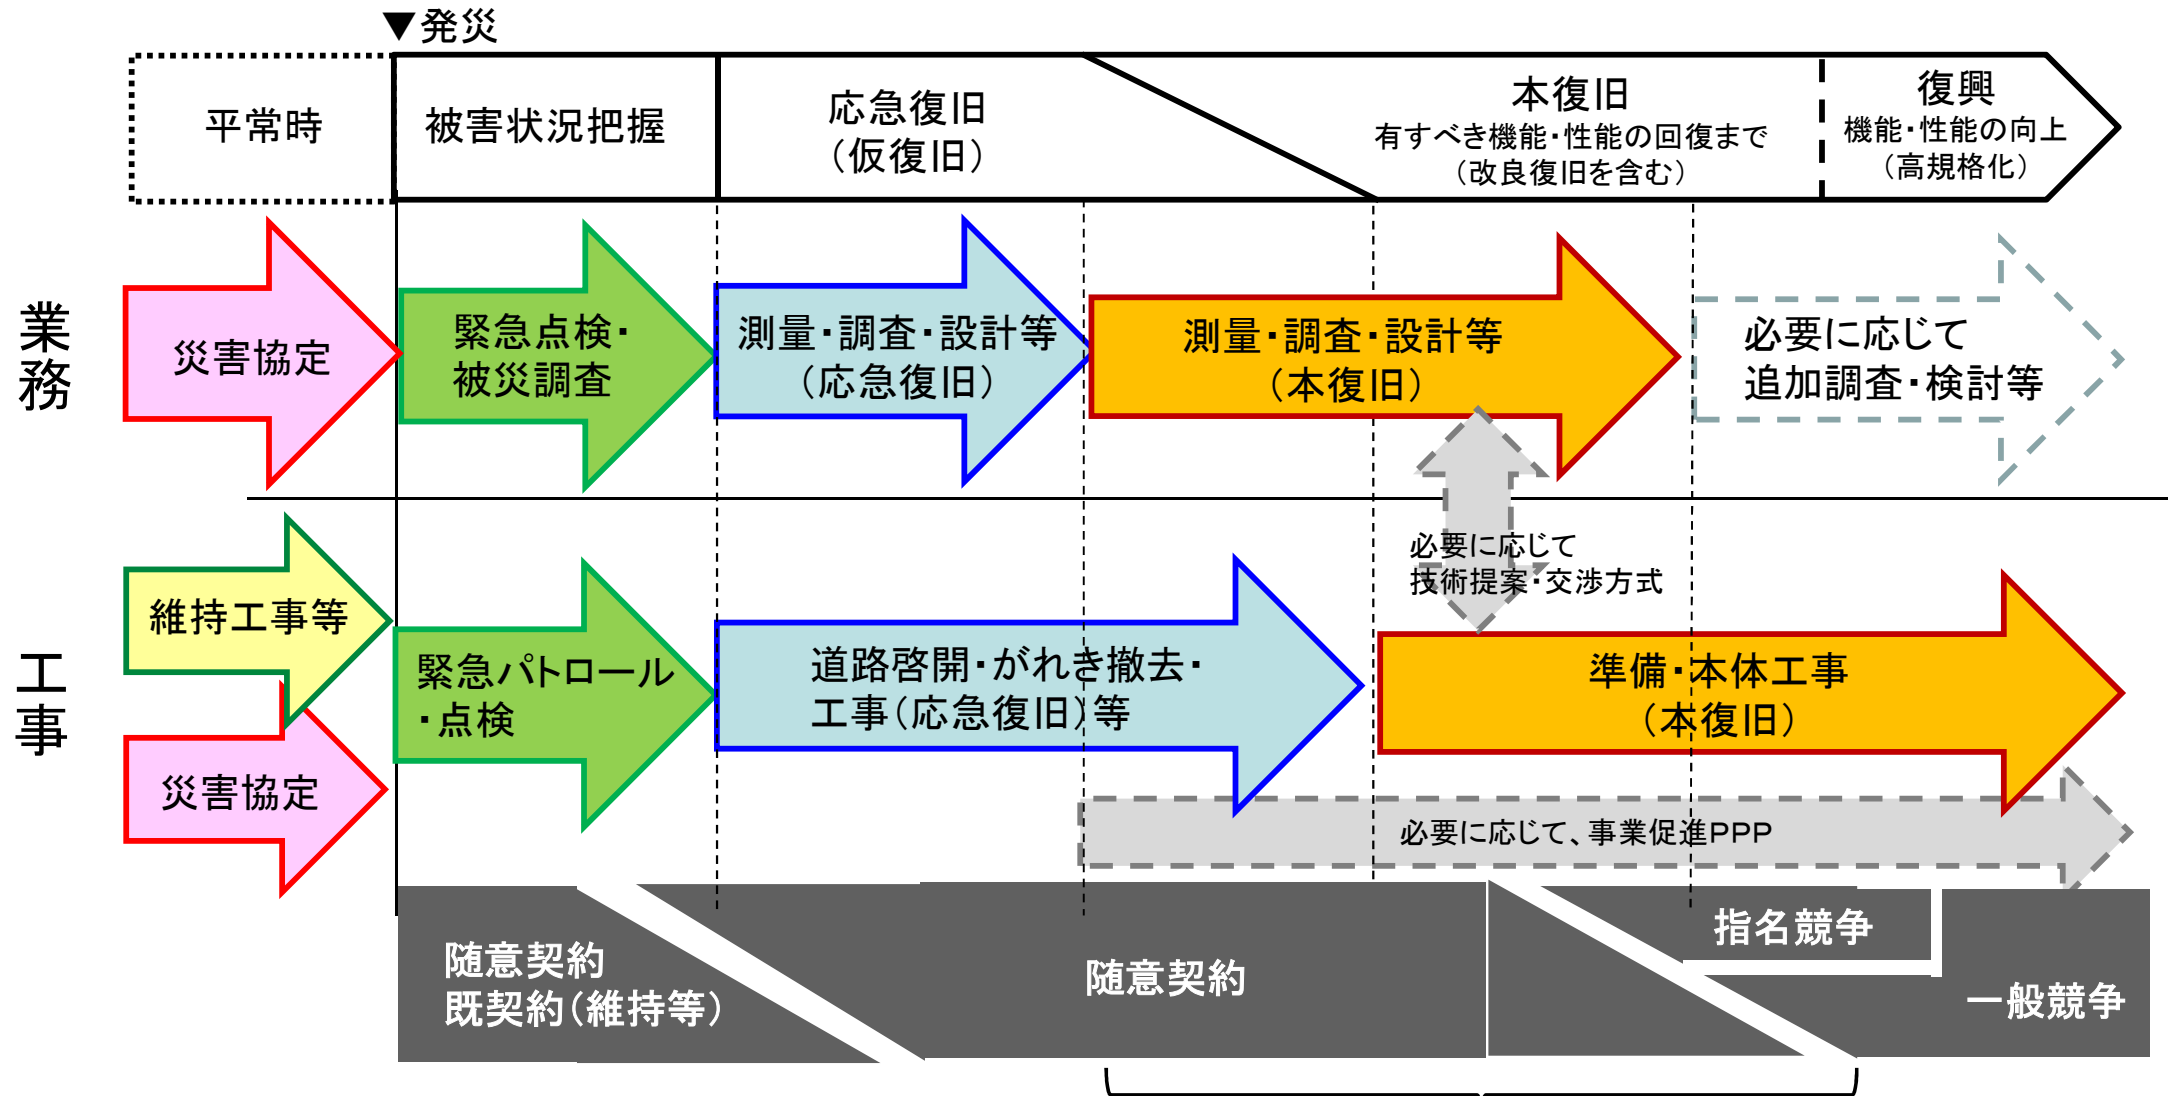 ▼発災
平常時
被害状況把握
応急復旧
（仮復旧）
本復旧
有すべき機能・性能の回復まで
（改良復旧を含む）
復興
機能・性能の向上
（高規格化）
業務
災害協定
緊急点検・
被災調査
測量・調査・設計等
（応急復旧）
測量・調査・設計等
（本復旧）
必要に応じて
追加調査・検討等
必要に応じて
技術提案・交渉方式
工事
維持工事等
災害協定
緊急パトロール
・点検
道路啓開・がれき撤去・
工事（応急復旧）等
準備・本体工事
（本復旧）
必要に応じて、事業促進PPP
随意契約
既契約（維持等）
随意契約
指名競争
一般競争